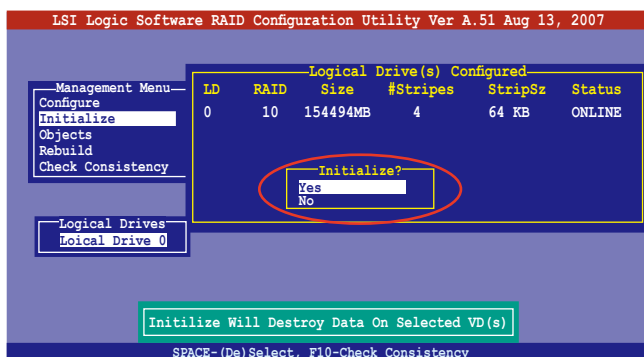 LSI Logic Software RAID Configuration Utility Ver A.51 Aug 13, 2007
Logical Drive(s) Configured
LD RAID Size #Stripes StripSz Status
0 10 154494MB 4 64 KB ONLINE
Management Menu
Configure
Initialize
Objects
Rebuild
Check Consistency
Initialize?
Yes
No
Logical Drives
Loical Drive 0
Initilize Will Destroy Data On Selected VD(s)
SPACE-(De)Select, F10-Check Consistency